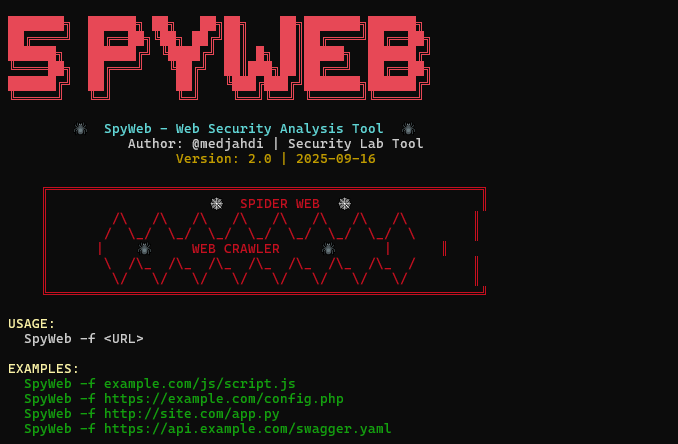 SPYWEB
🕷 SpyWeb - Web Security Analysis Tool 🕷
Author: @medjahdi | Security Lab Tool
Version: 2.0 | 2025-09-16
🕸 SPIDER WEB 🕸
🕷 WEB CRAWLER 🕷
USAGE:
SpyWeb -f <URL>
EXAMPLES:
SpyWeb -f example.com/js/script.js
SpyWeb -f https://example.com/config.php
SpyWeb -f http://site.com/app.py
SpyWeb -f https://api.example.com/swagger.yaml